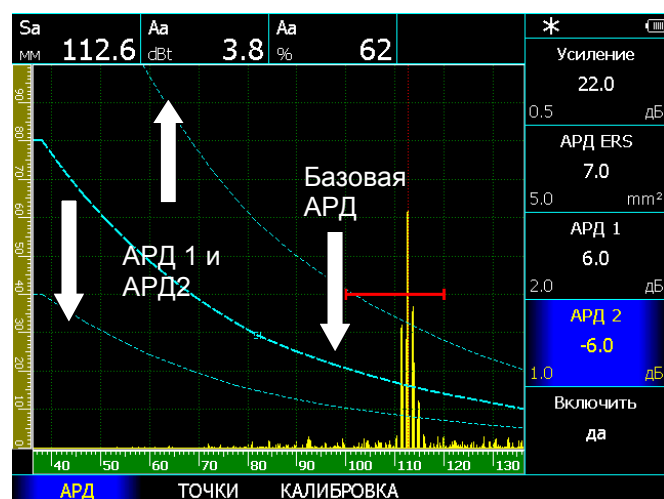 Sa
мм 112.6
Aa
dBt 3.8
Aa
% 62
Усиление
22.0
0.5 дБ
АРД ERS
7.0
5.0 mm²
АРД 1
6.0
2.0 дБ
АРД 2
-6.0
1.0 дБ
Включить
да
90
80
70
60
50
40
30
20
10
0
Базовая
АРД
АРД 1 и
АРД2
40 50 60 70 80 90 100 110 120 130
АРД ТОЧКИ КАЛИБРОВКА